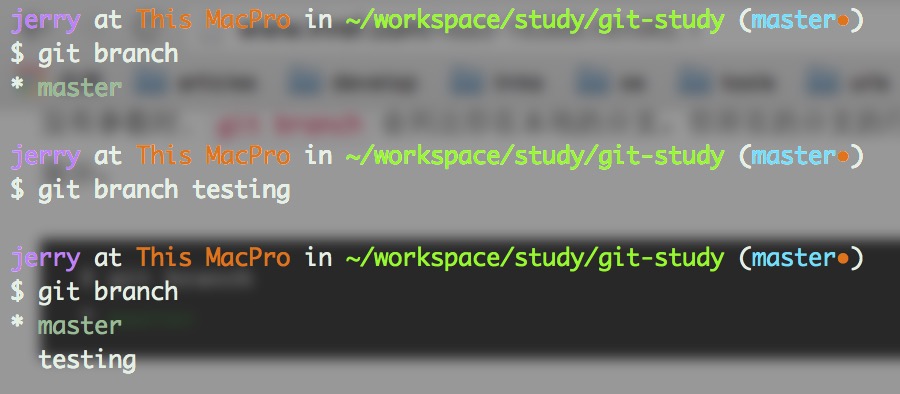 jerry at This MacPro in ~/workspace/study/git-study (master•)
$ git branch
* master
jerry at This MacPro in ~/workspace/study/git-study (master•)
$ git branch testing
jerry at This MacPro in ~/workspace/study/git-study (master•)
$ git branch
* master
testing